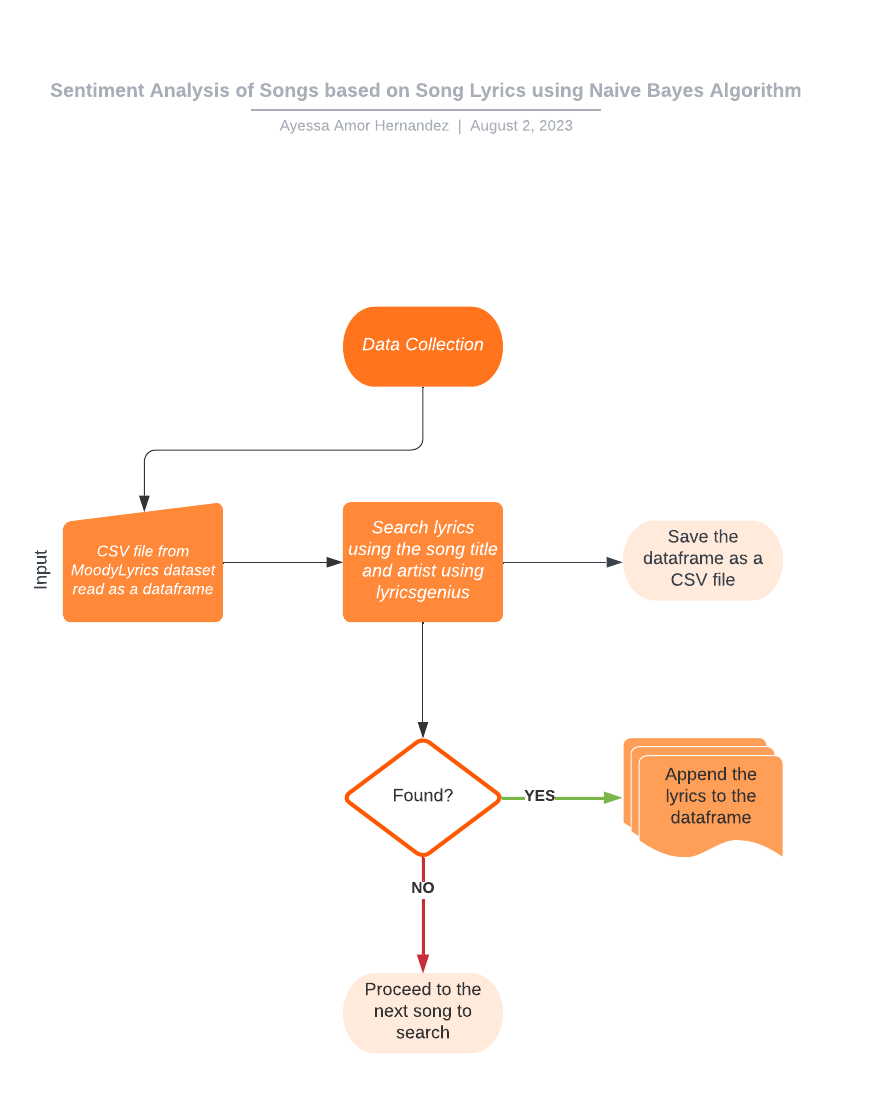 Sentiment Analysis of Songs based on Song Lyrics using Naive Bayes Algorithm
Ayessa Amor Hernandez | August 2, 2023
Data Collection
Input
CSV file from
MoodyLyrics dataset
read as a dataframe
Search lyrics
using the song title
and artist using
lyricsgenius
Save the
dataframe as a
CSV file
Found?
YES
Append the
lyrics to the
dataframe
NO
Proceed to the
next song to
search